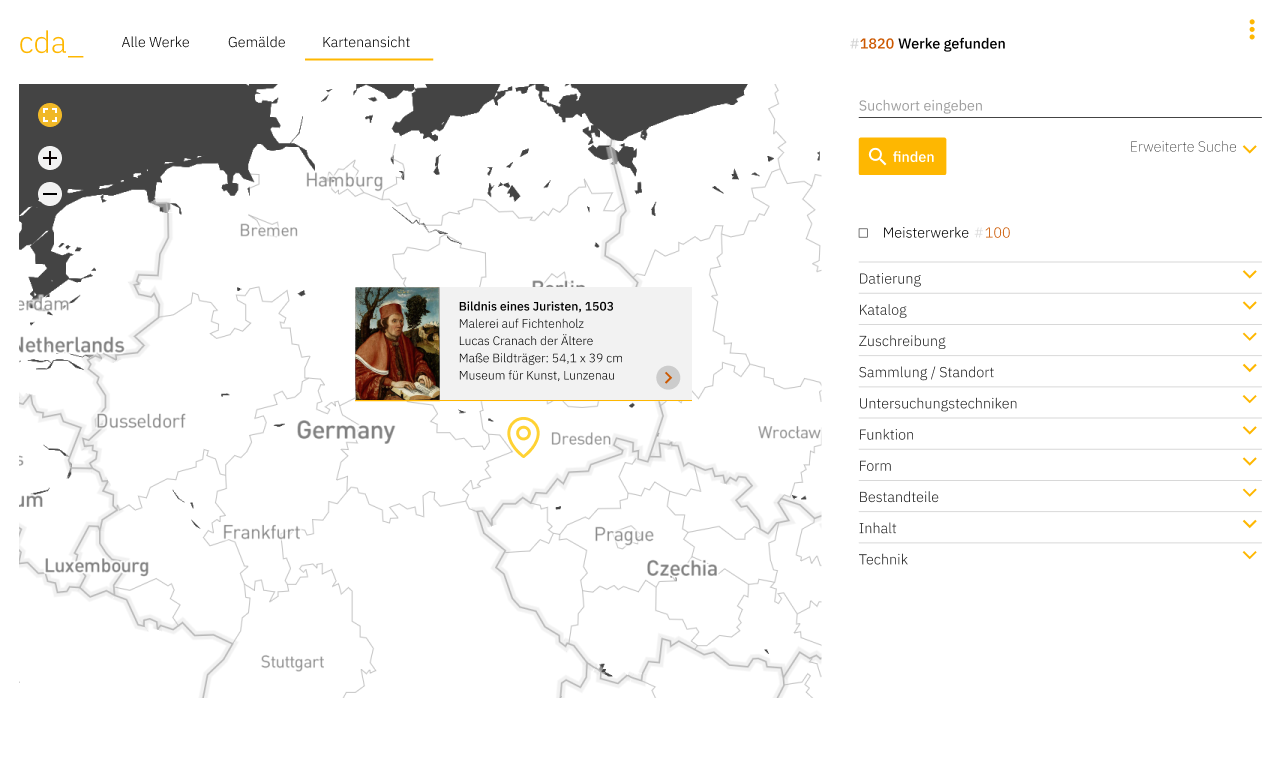 cda_
Alle Werke
Gemälde
Kartenansicht
#1820 Werke gefunden
Suchwort eingeben
finden
Erweiterte Suche
Meisterwerke #100
Datierung
Katalog
Zuschreibung
Sammlung / Standort
Untersuchungstechniken
Funktion
Form
Bestandteile
Inhalt
Technik
Hamburg
Bremen
Berlin
erdam
Netherlands
Bildnis eines Juristen, 1503
Malerei auf Fichtenholz
Lucas Cranach der Ältere
Maße Bildträger: 54,1 x 39 cm
Museum für Kunst, Lunzenau
Dusseldorf
Germany
Dresden
Wrocław
um
Frankfurt
Prague
Luxembourg
Czechia
Stuttgart